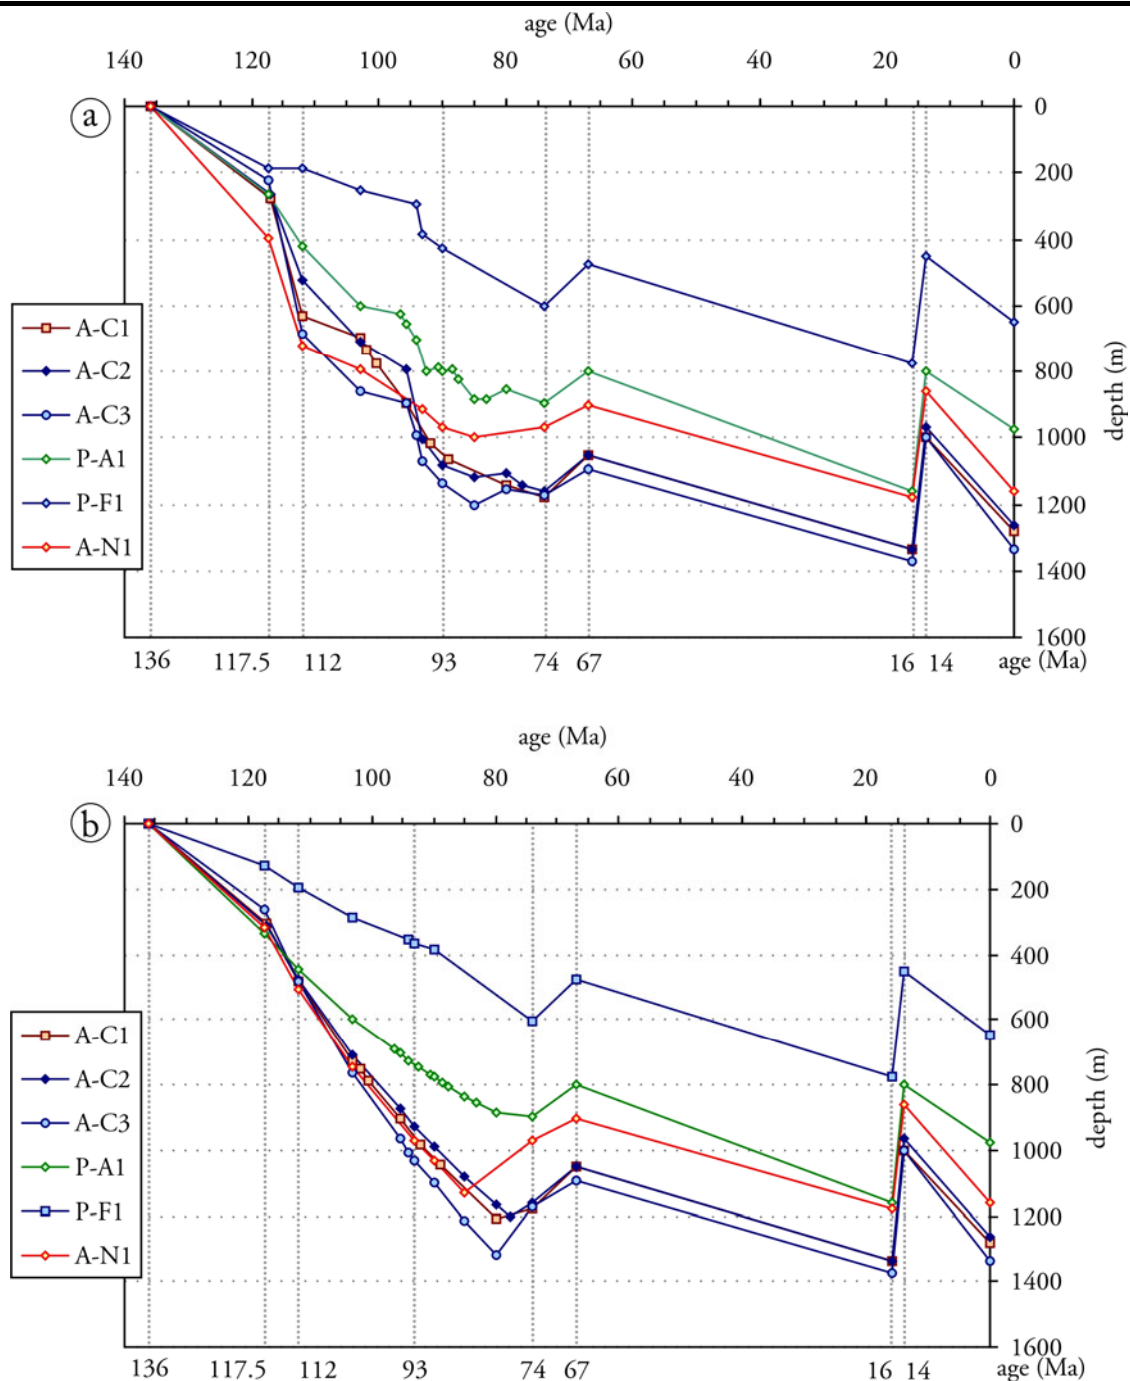 age (Ma)
140 120 100 80 60 40 20 0
a
0
200
400
600
800
1000
1200
1400
1600
depth (m)
A-C1
A-C2
A-C3
P-A1
P-F1
A-N1
136 117.5 112 93 74 67 16 14 age (Ma)
age (Ma)
140 120 100 80 60 40 20 0
b
0
200
400
600
800
1000
1200
1400
1600
depth (m)
A-C1
A-C2
A-C3
P-A1
P-F1
A-N1
136 117.5 112 93 74 67 16 14 age (Ma)